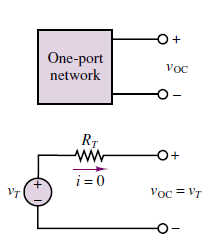 One-port
network
+
vOC
−
RT
i = 0
vT
+
−
+
vOC = vT
−